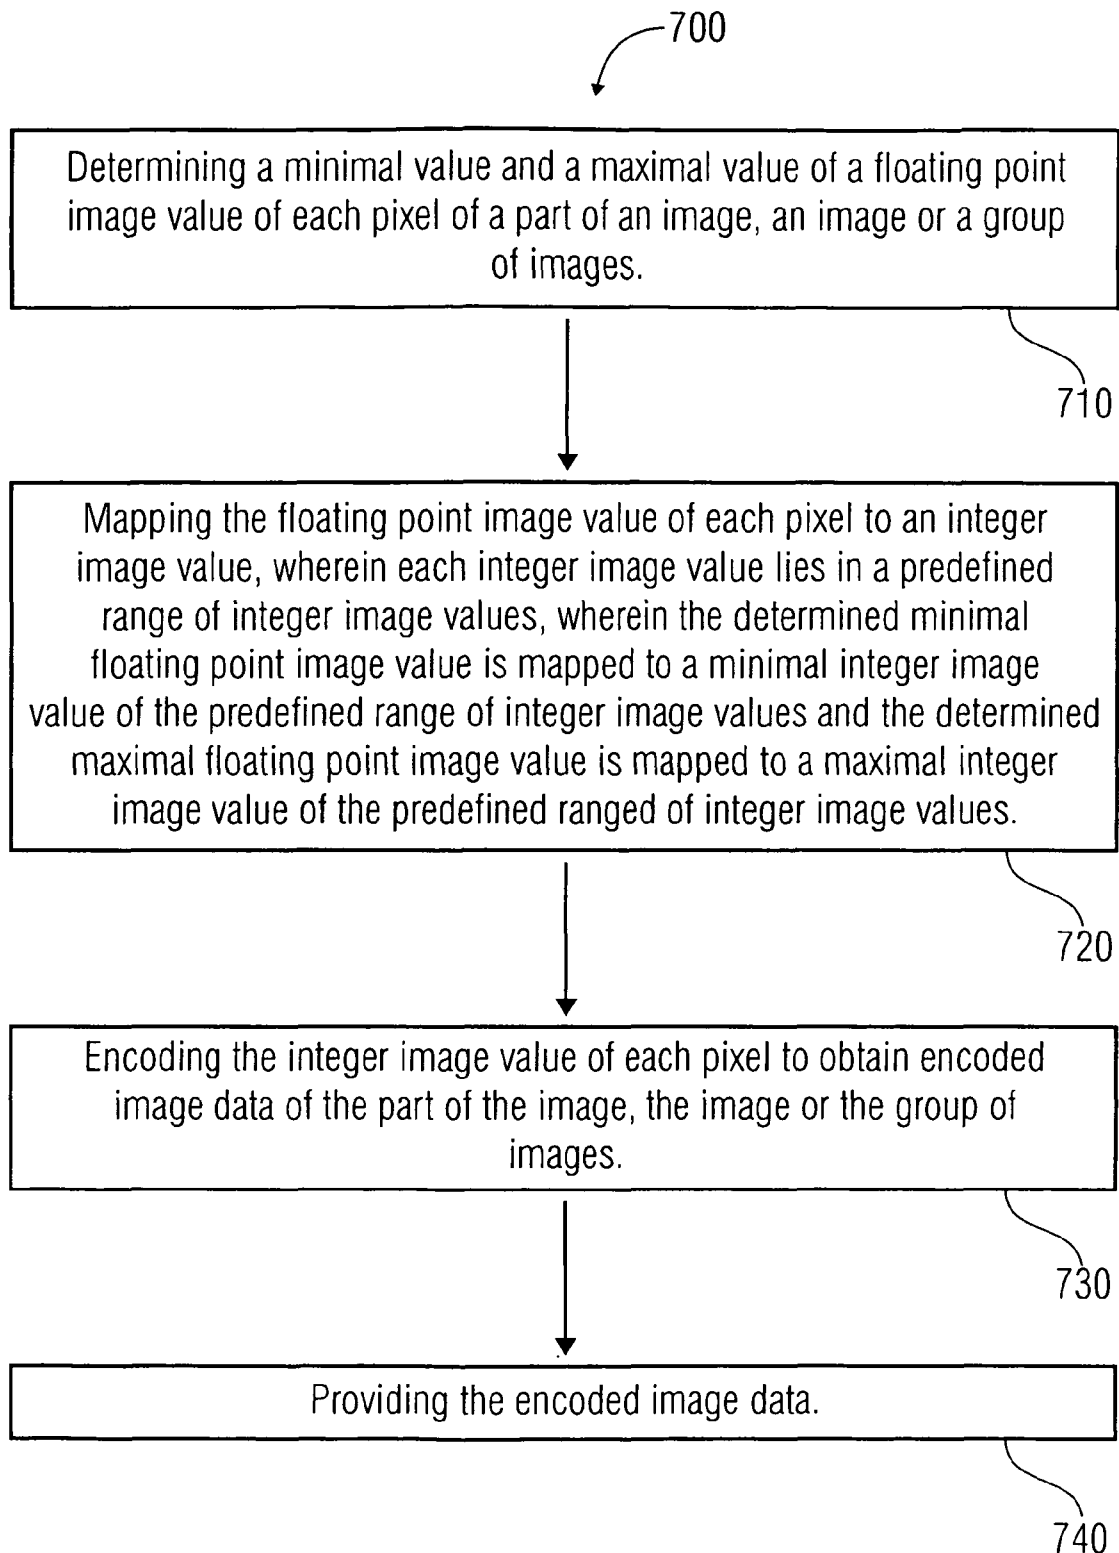 700
Determining a minimal value and a maximal value of a floating point
image value of each pixel of a part of an image, an image or a group
of images.
710
Mapping the floating point image value of each pixel to an integer
image value, wherein each integer image value lies in a predefined
range of integer image values, wherein the determined minimal
floating point image value is mapped to a minimal integer image
value of the predefined range of integer image values and the determined
maximal floating point image value is mapped to a maximal integer
image value of the predefined ranged of integer image values.
720
Encoding the integer image value of each pixel to obtain encoded
image data of the part of the image, the image or the group of
images.
730
Providing the encoded image data.
740